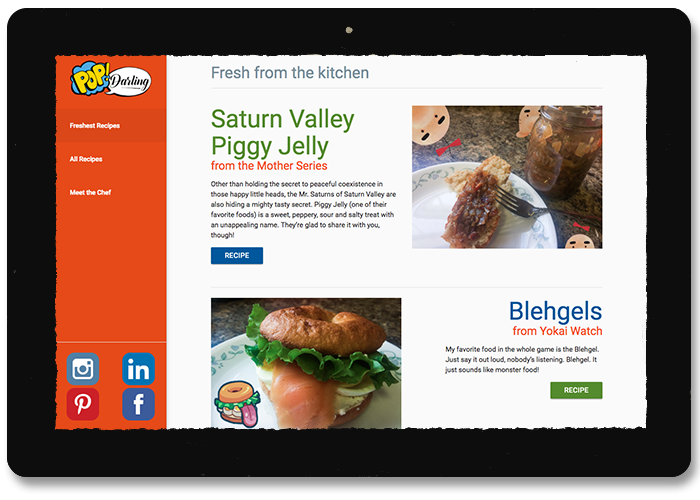 POP!
Darling
Freshest Recipes
All Recipes
Meet the Chef
Fresh from the kitchen
Saturn Valley
Piggy Jelly
from the Mother Series
Other than holding the secret to peaceful coexistence in
those happy little heads, the Mr. Saturns of Saturn Valley are
also hiding a mighty tasty secret. Piggy Jelly (one of their
favorite foods) is a sweet, peppery, sour and salty treat with
an unappealing name. They're glad to share it with you,
though!
RECIPE
Blehgels
from Yokai Watch
My favorite food in the whole game is the Blehgel.
Just say it out loud, nobody's listening. Blehgel. It
just sounds like monster food!
RECIPE
in
f